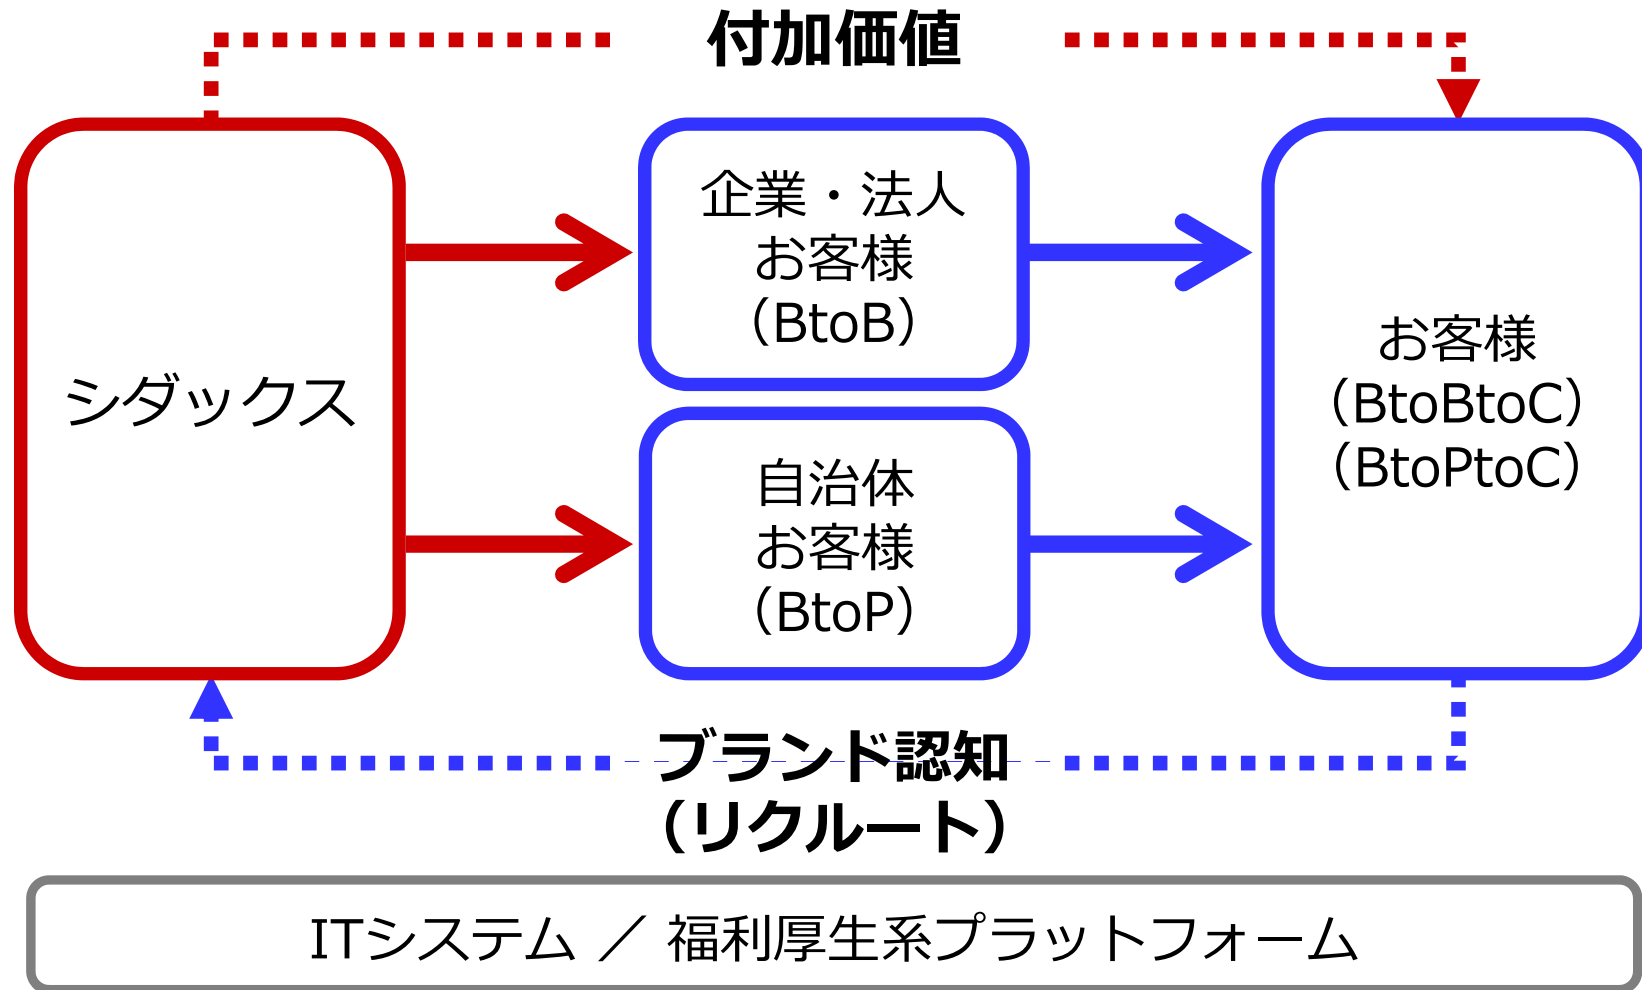 付加価値
シダックス
企業・法人
お客様
（BtoB）
自治体
お客様
（BtoP）
お客様
（BtoBtoC）
（BtoPtoC）
ブランド認知
（リクルート）
ITシステム ／ 福利厚生系プラットフォーム